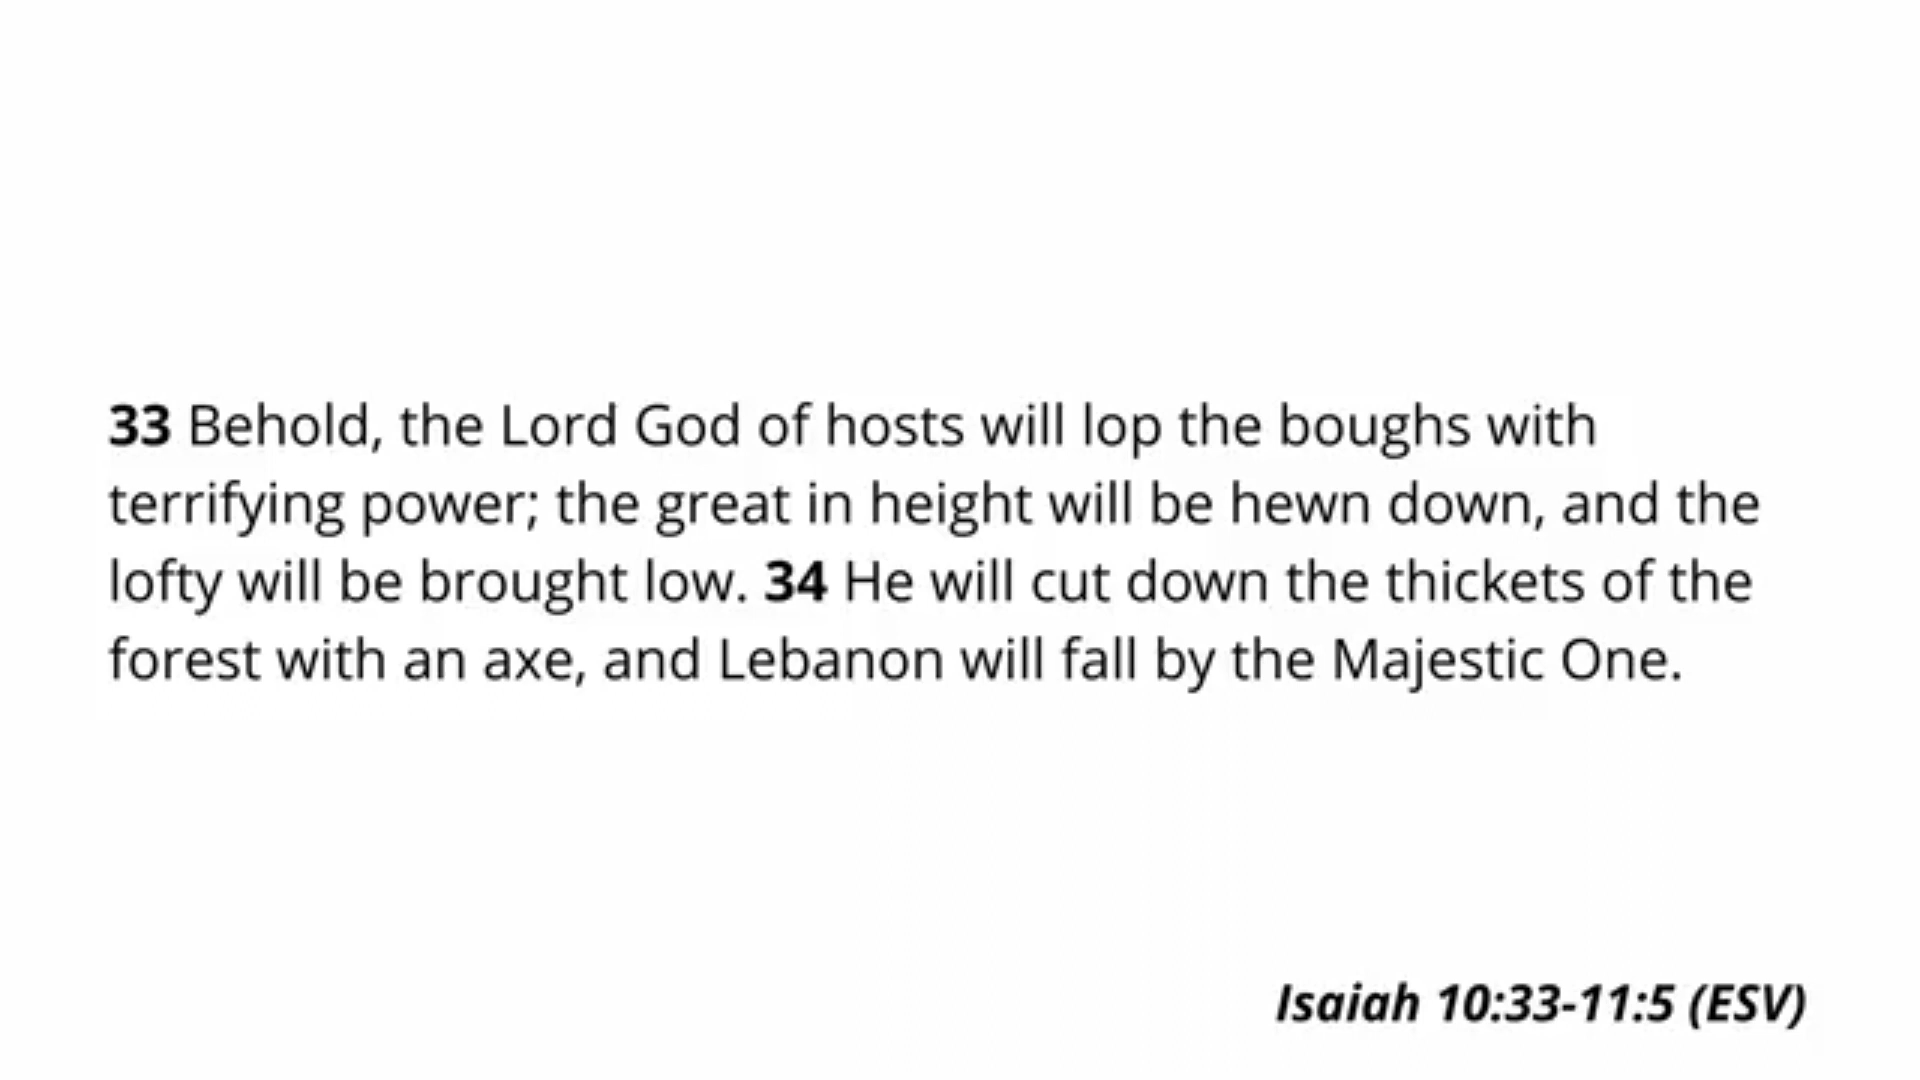 33 Behold, the Lord God of hosts will lop the boughs with
terrifying power; the great in height will be hewn down, and the
lofty will be brought low. 34 He will cut down the thickets of the
forest with an axe, and Lebanon will fall by the Majestic One.
Isaiah 10:33-11:5 (ESV)